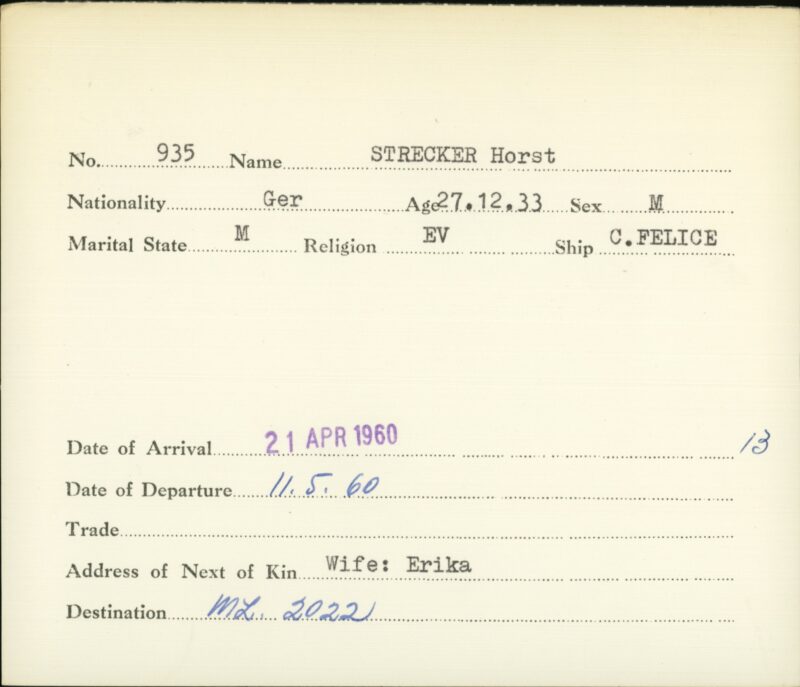 No. 935 Name STRECKER Horst
Nationality Ger Age 27.12.33 Sex M
Marital State M Religion EV Ship C.FELICE
Date of Arrival 21 APR 1960 13
Date of Departure 11.5.60
Trade
Address of Next of Kin Wife: Erika
Destination ML. 2022